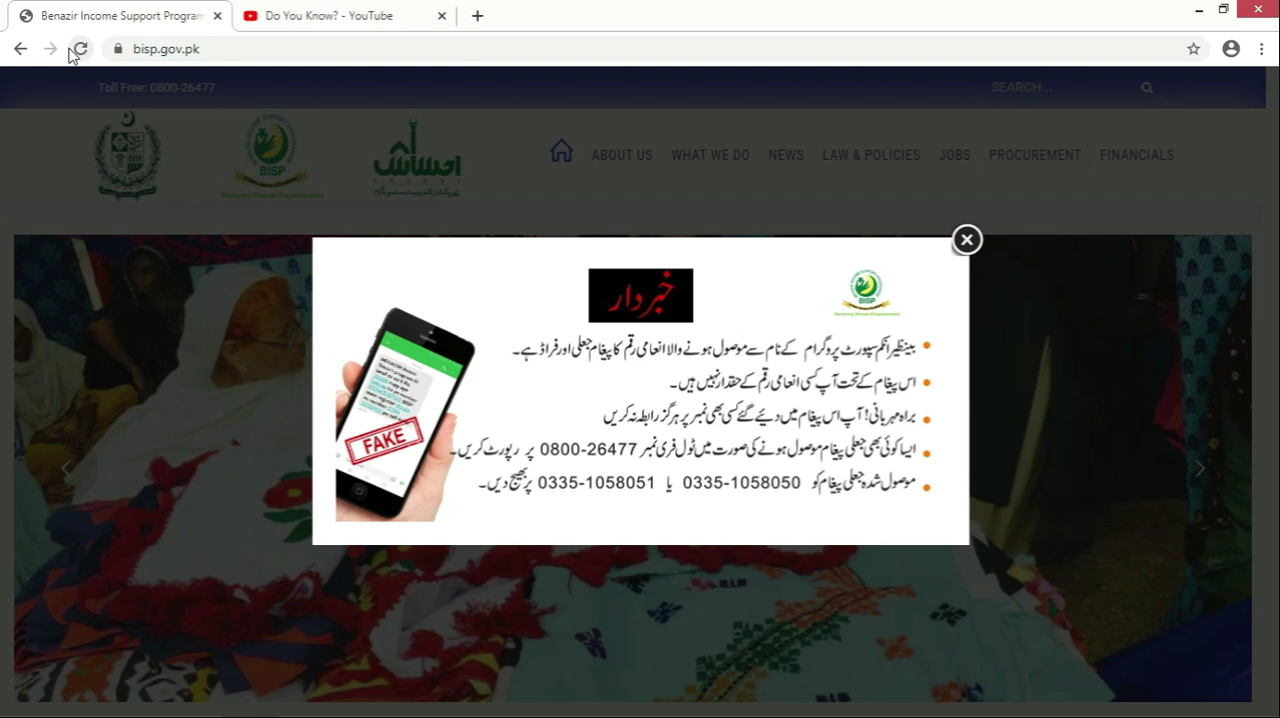 Benazir Income Support Program
Do You Know? - YouTube
bisp.gov.pk
Toll Free: 0800-26477
SEARCH...
BISP
احساس
ABOUT US WHAT WE DO NEWS LAW & POLICIES JOBS PROCUREMENT FINANCIALS
خبردار
BISP
بینظیر انکم سپورٹ پروگرام کے نام سے موصول ہونے والا انعامی رقم کا پیغام جعلی اور فراڈ ہے۔
اس پیغام کے تحت آپ کسی انعامی رقم کے حقدار نہیں ہیں۔
براہ مہربانی! آپ اس پیغام میں دیئے گئے کسی بھی نمبر پر ہرگز رابطہ نہ کریں
ایسا کوئی بھی جعلی پیغام موصول ہونے کی صورت میں ٹول فری نمبر 0800-26477 پر رپورٹ کریں۔
موصول شدہ جعلی پیغام کو 0335-1058050 یا 0335-1058051 پر بھیج دیں۔
FAKE